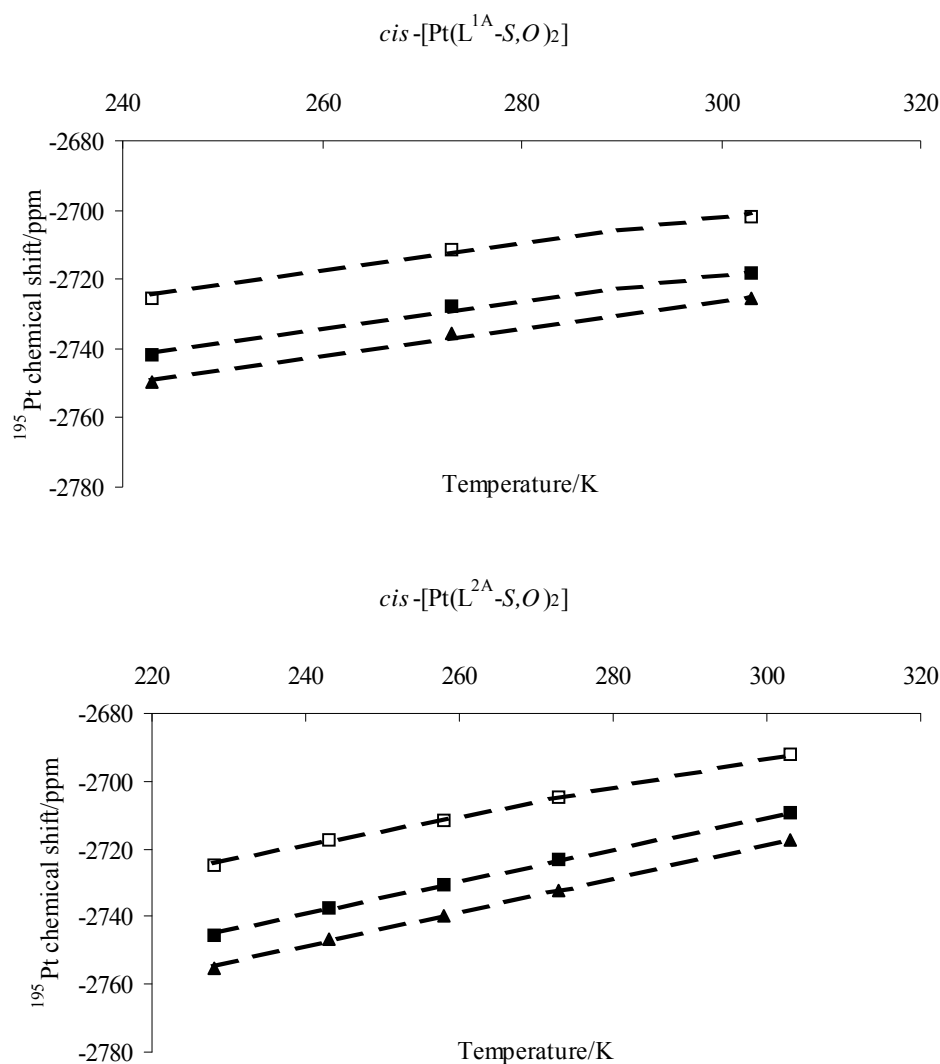 cis-[Pt(L^1A-S,O)2]
240 260 280 300 320
-2680
-2700
-2720
-2740
-2760
-2780
195Pt chemical shift/ppm
Temperature/K
cis-[Pt(L^2A-S,O)2]
220 240 260 280 300 320
-2680
-2700
-2720
-2740
-2760
-2780
195Pt chemical shift/ppm
Temperature/K